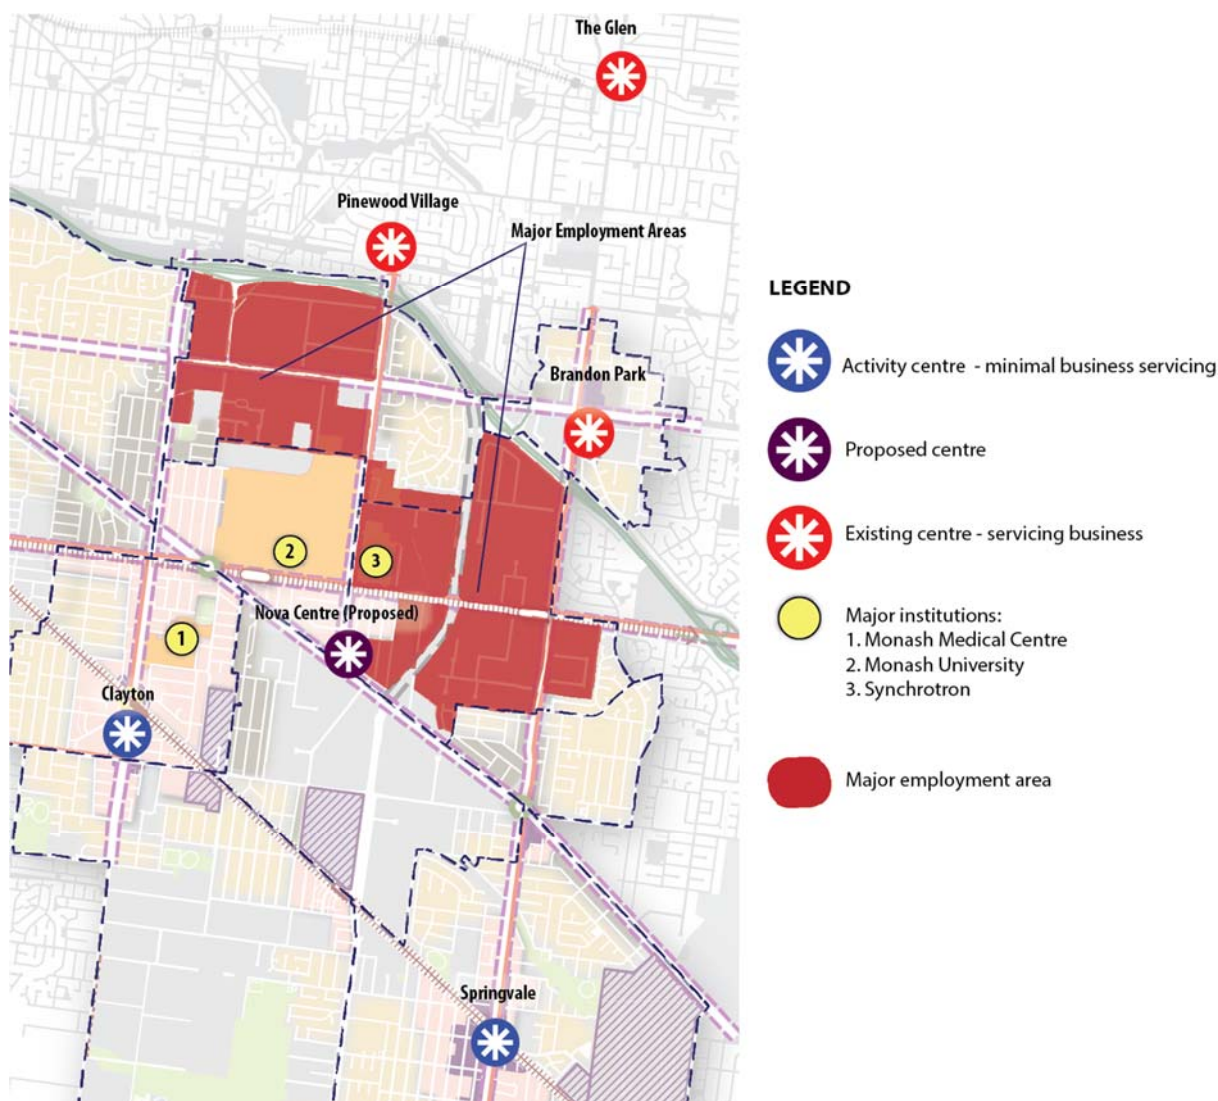 The Glen
Pinewood Village
Major Employment Areas
Brandon Park
2
3
Nova Centre (Proposed)
1
Clayton
Springvale
LEGEND
Activity centre - minimal business servicing
Proposed centre
Existing centre - servicing business
Major institutions:
1. Monash Medical Centre
2. Monash University
3. Synchrotron
Major employment area